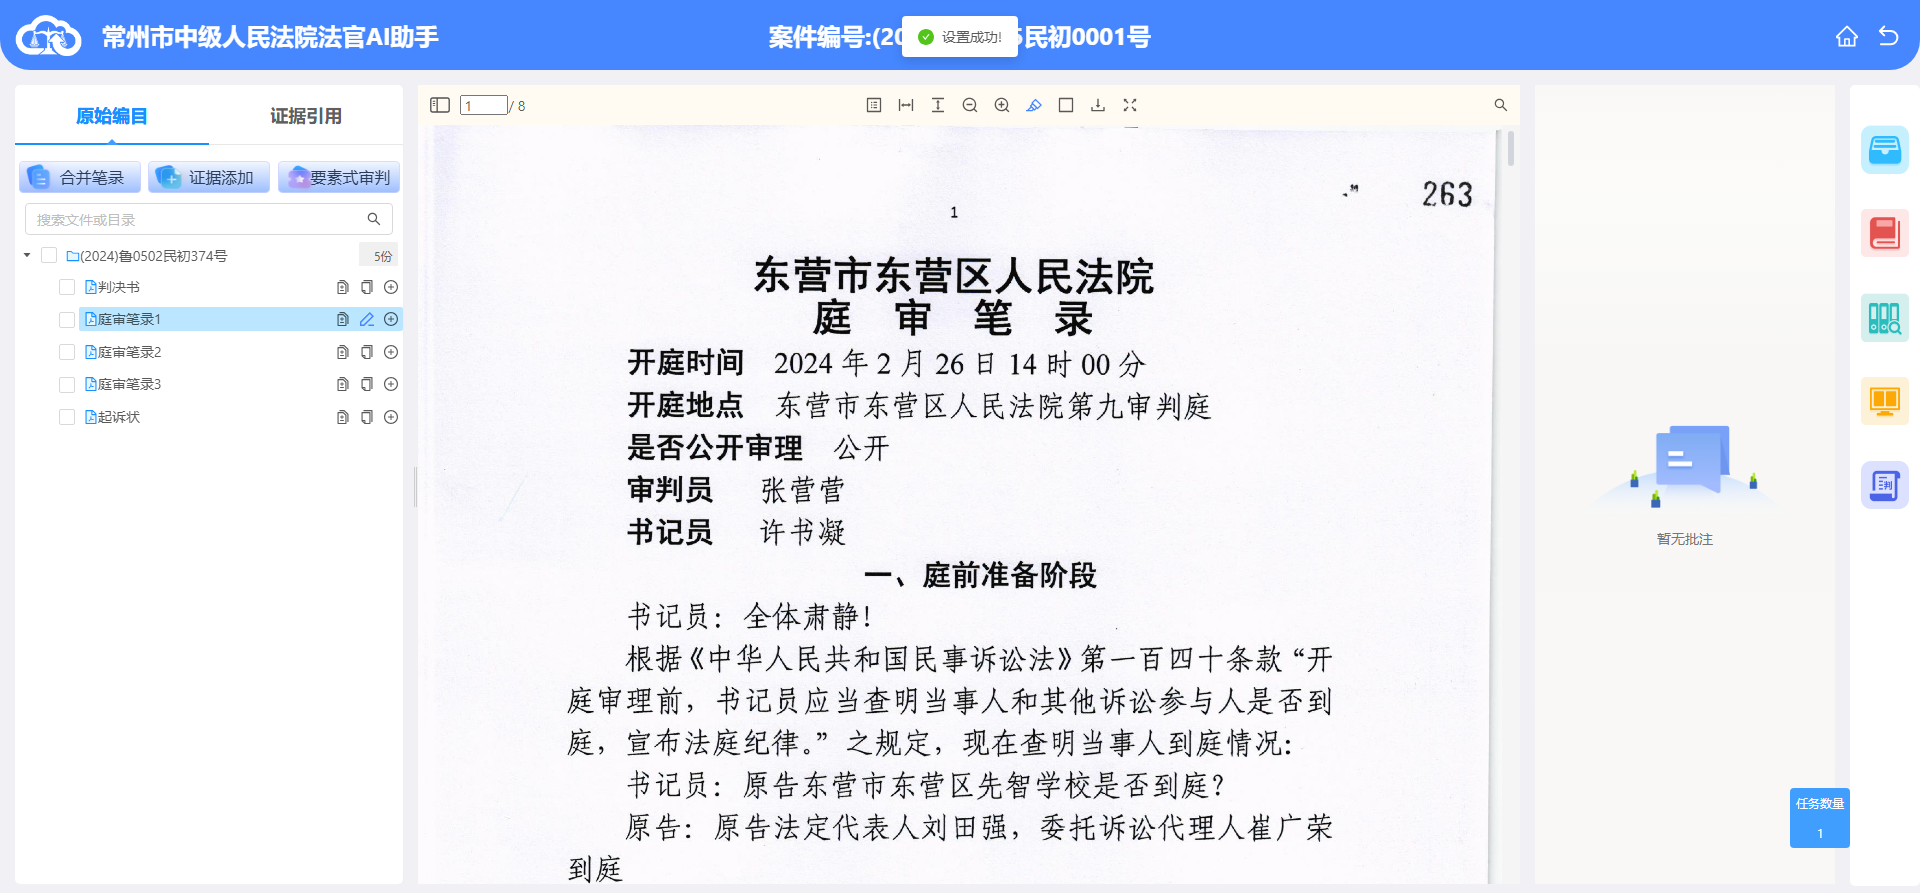 常州市中级人民法院法官AI助手
案件编号:(20
设置成功!
5民初0001号
原始编目
证据引用
合并笔录
证据添加
要素式审判
搜索文件或目录
(2024)鲁0502民初374号
5份
判决书
庭审笔录1
庭审笔录2
庭审笔录3
起诉状
1 / 8
263
1
东营市东营区人民法院
庭 审 笔 录
开庭时间 2024 年 2 月 26 日 14 时 00 分
开庭地点 东营市东营区人民法院第九审判庭
是否公开审理 公开
审判员 张营营
书记员 许书凝
一、庭前准备阶段
书记员：全体肃静！
根据《中华人民共和国民事诉讼法》第一百四十条款“开
庭审理前，书记员应当查明当事人和其他诉讼参与人是否到
庭，宣布法庭纪律。”之规定，现在查明当事人到庭情况：
书记员：原告东营市东营区先智学校是否到庭？
原告：原告法定代表人刘田强，委托诉讼代理人崔广荣
到庭
暂无批注
判
任务数量
1